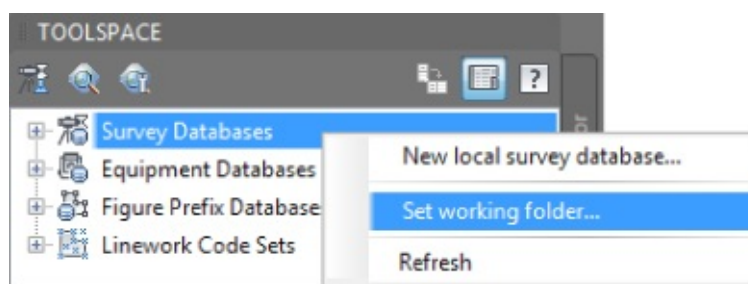 TOOLSPACE
?
Survey Databases
New local survey database...
Equipment Databases
Set working folder...
Figure Prefix Database
Linework Code Sets
Refresh